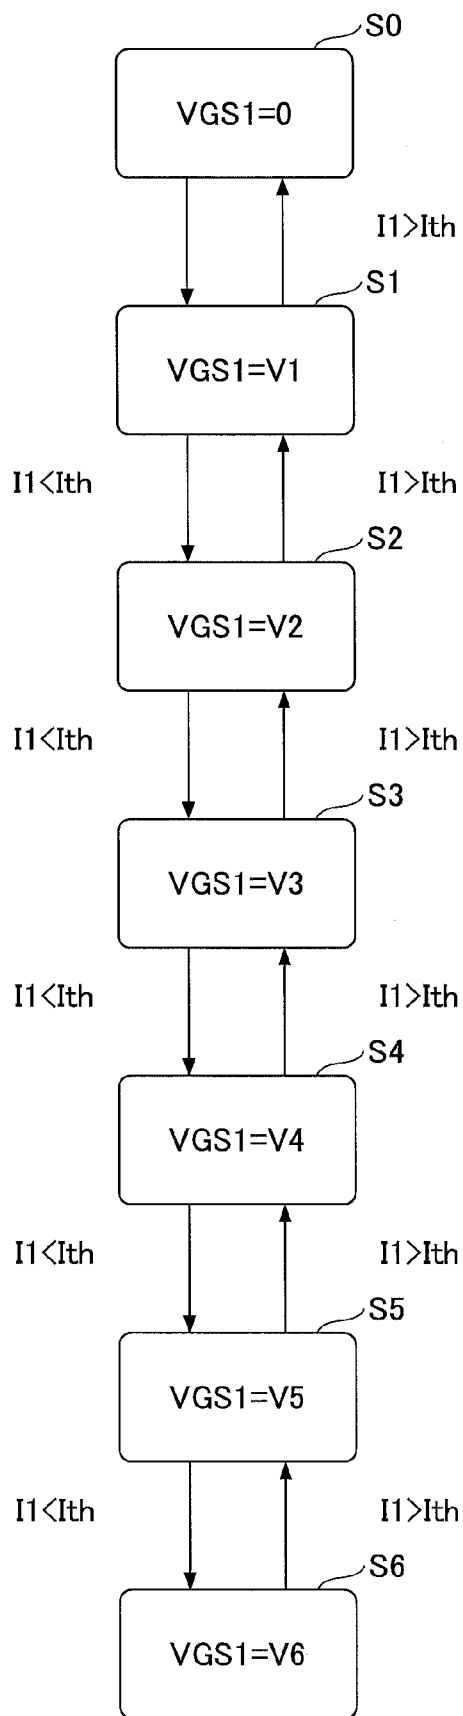 S0
VGS1=0
I1>Ith
S1
VGS1=V1
I1<Ith
I1>Ith
S2
VGS1=V2
I1<Ith
I1>Ith
S3
VGS1=V3
I1<Ith
I1>Ith
S4
VGS1=V4
I1<Ith
I1>Ith
S5
VGS1=V5
I1<Ith
I1>Ith
S6
VGS1=V6